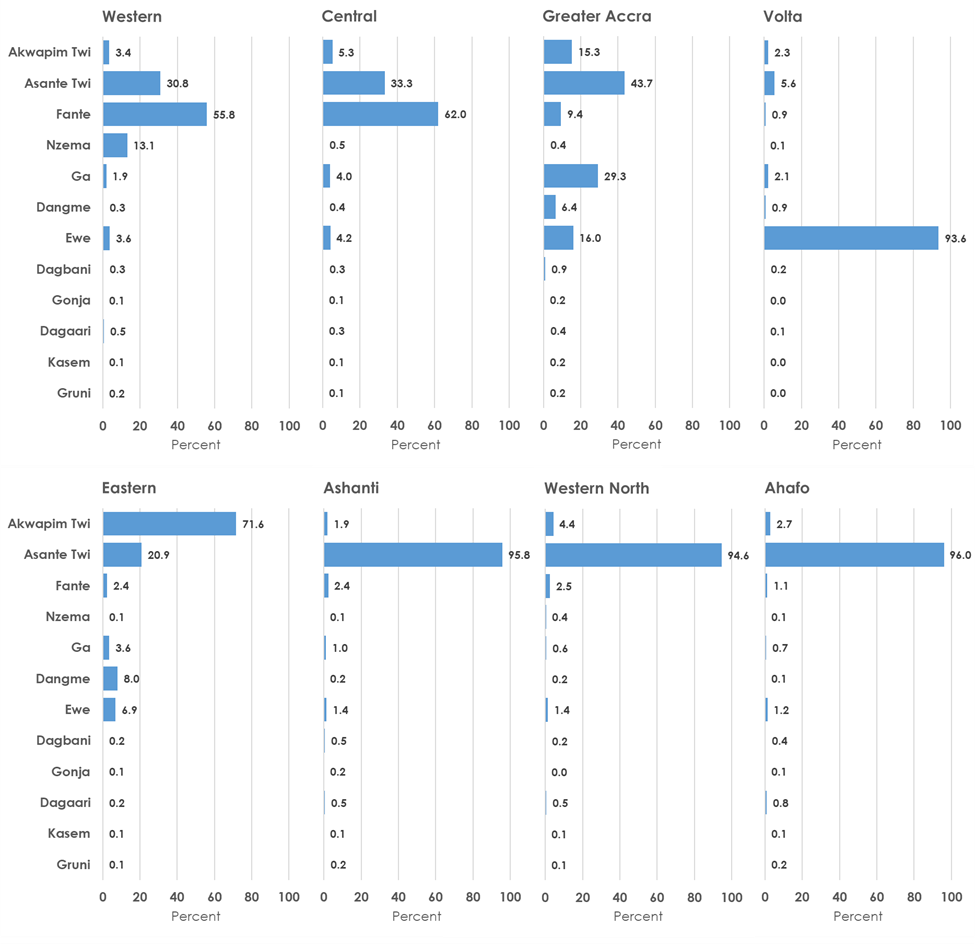 Western Central Greater Accra Volta
Akwapim Twi 3.4 5.3 15.3 2.3
Asante Twi 30.8 33.3 43.7 5.6
Fante 55.8 62.0 9.4 0.9
Nzema 13.1 0.5 0.4 0.1
Ga 1.9 4.0 29.3 2.1
Dangme 0.3 0.4 6.4 0.9
Ewe 3.6 4.2 16.0 93.6
Dagbani 0.3 0.3 0.9 0.2
Gonja 0.1 0.1 0.2 0.0
Dagaari 0.5 0.3 0.4 0.1
Kasem 0.1 0.1 0.2 0.0
Gruni 0.2 0.1 0.2 0.0
0 20 40 60 80 100 0 20 40 60 80 100 0 20 40 60 80 100 0 20 40 60 80 100
Percent Percent Percent Percent
Eastern Ashanti Western North Ahafo
Akwapim Twi 71.6 1.9 4.4 2.7
Asante Twi 20.9 95.8 94.6 96.0
Fante 2.4 2.4 2.5 1.1
Nzema 0.1 0.1 0.4 0.1
Ga 3.6 1.0 0.6 0.7
Dangme 8.0 0.2 0.2 0.1
Ewe 6.9 1.4 1.4 1.2
Dagbani 0.2 0.5 0.2 0.4
Gonja 0.1 0.2 0.0 0.1
Dagaari 0.2 0.5 0.5 0.8
Kasem 0.1 0.1 0.1 0.1
Gruni 0.1 0.2 0.1 0.2
0 20 40 60 80 100 0 20 40 60 80 100 0 20 40 60 80 100 0 20 40 60 80 100
Percent Percent Percent Percent